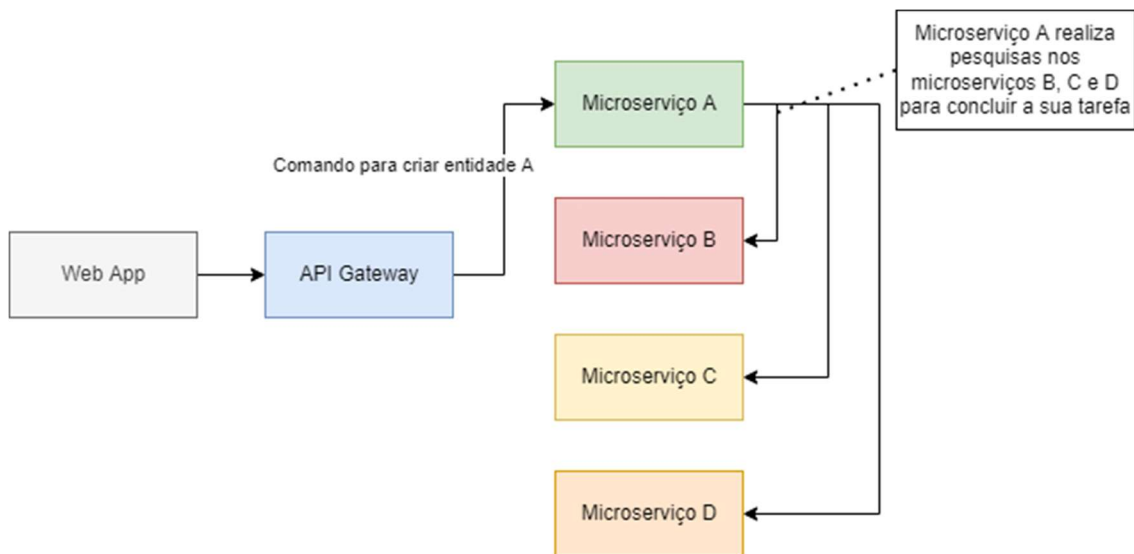 Microserviço A realiza
pesquisas nos
microserviços B, C e D
para concluir a sua tarefa
Microserviço A
Comando para criar entidade A
Microserviço B
Web App
API Gateway
Microserviço C
Microserviço D